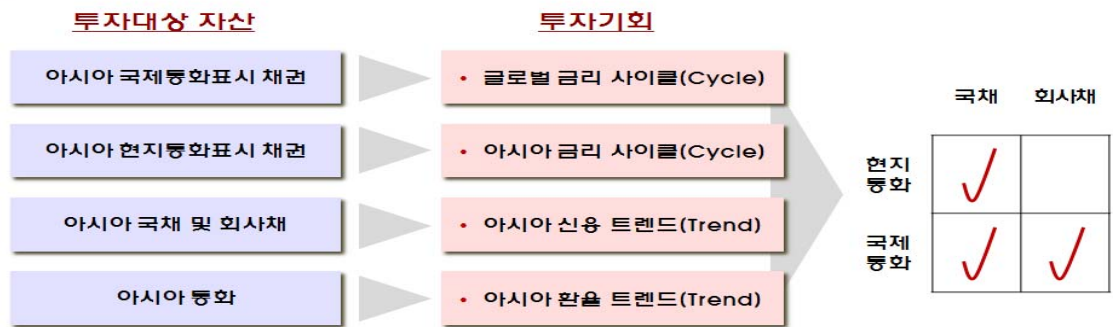 투자대상 자산
투자기회
아시아 국제통화표시 채권
• 글로벌 금리 사이클(Cycle)
아시아 현지통화표시 채권
• 아시아 금리 사이클(Cycle)
아시아 국채 및 회사채
• 아시아 신용 트렌드(Trend)
아시아 통화
• 아시아 환율 트렌드(Trend)
국채 회사채
현지
통화
국제
통화